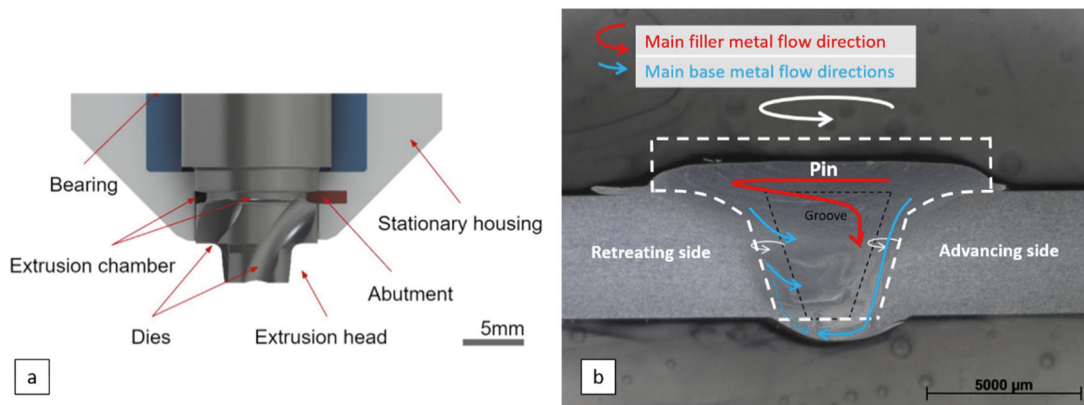 Bearing
Extrusion chamber
Dies
Stationary housing
Abutment
Extrusion head
5mm
a
Main filler metal flow direction
Main base metal flow directions
Pin
Groove
Retreating side
Advancing side
5000 µm
b